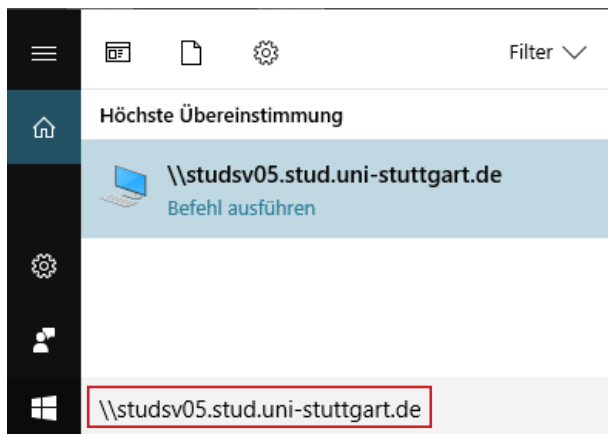 Filter
Höchste Übereinstimmung
\\studsv05.stud.uni-stuttgart.de
Befehl ausführen
\\studsv05.stud.uni-stuttgart.de